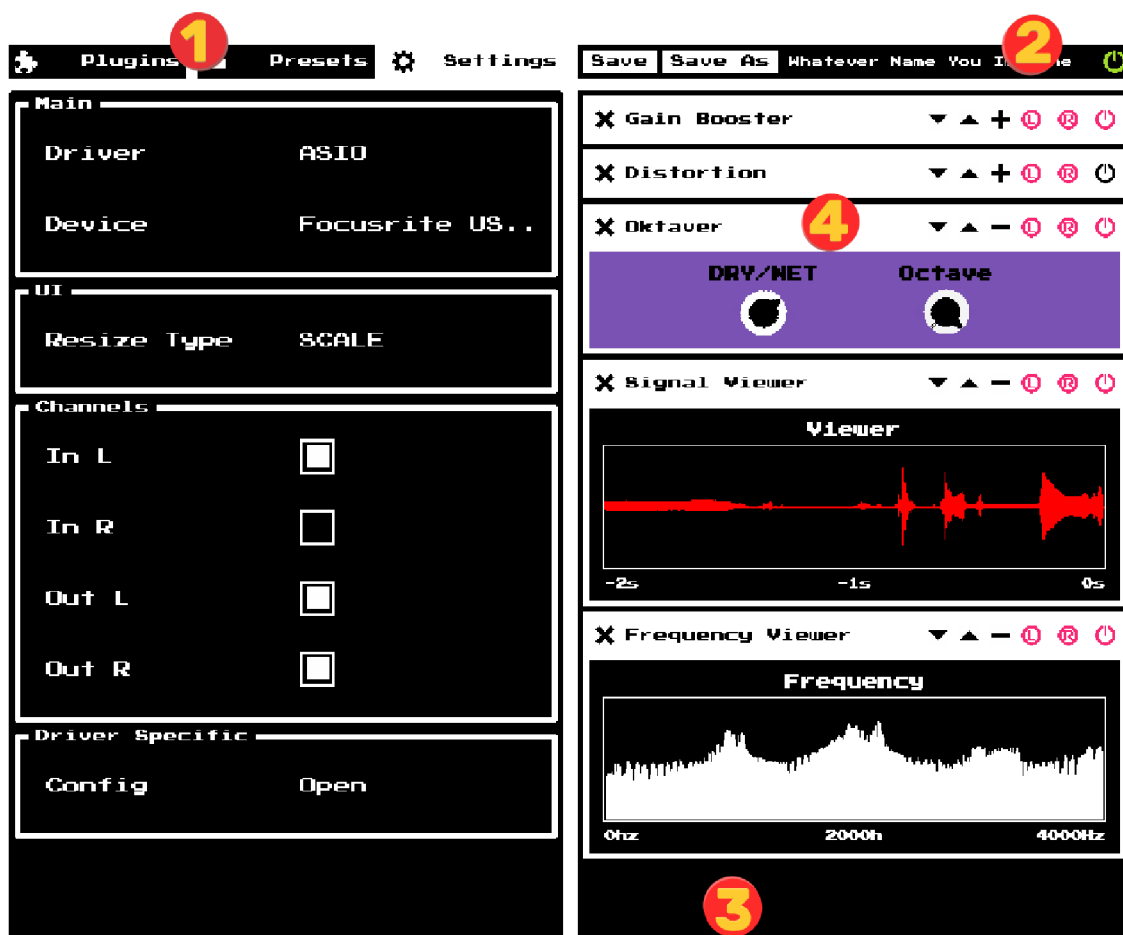 1
Plugins Presets Settings
Main
Driver ASIO
Device Focusrite US..
UI
Resize Type SCALE
Channels
In L
In R
Out L
Out R
Driver Specific
Config Open
2
Save Save As Whatever Name You
Gain Booster L R
Distortion L R
4
Oktaver L R
DRY/WET Octave
Signal Viewer L R
Viewer
-2s -1s 0s
Frequency Viewer L R
Frequency
0hz 2000h 4000Hz
3